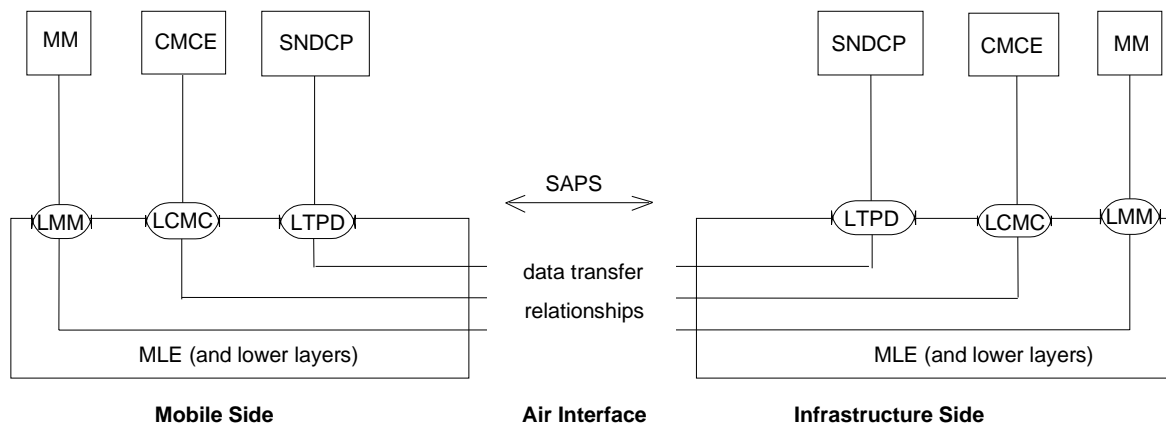 MM CMCE SNDCP SNDCP CMCE MM
SAPS
LMM LCMC LTPD LTPD LCMC LMM
data transfer
relationships
MLE (and lower layers) MLE (and lower layers)
Mobile Side Air Interface Infrastructure Side